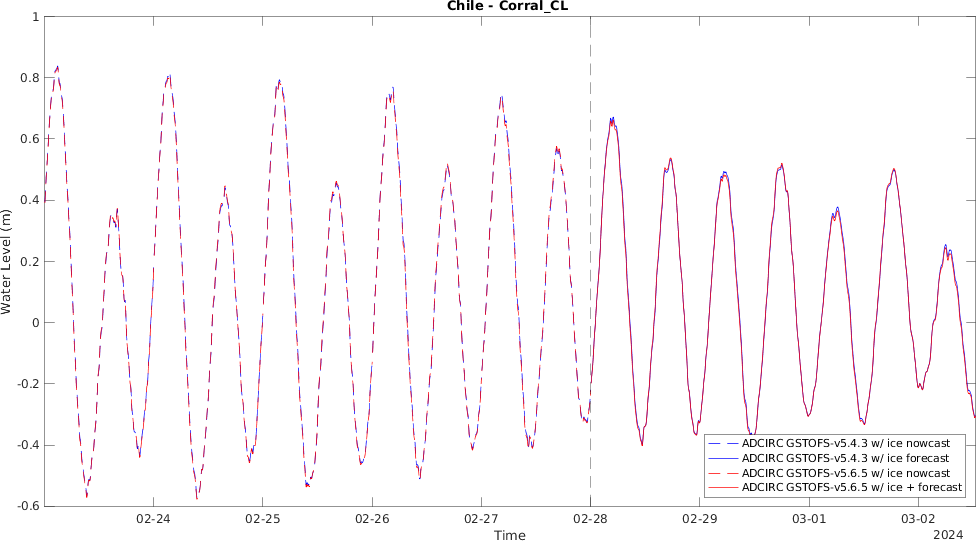 Chile - Corral_CL
1
0.8
0.6
0.4
0.2
0
-0.2
-0.4
-0.6
Water Level (m)
ADCIRC GSTOFS-v5.4.3 w/ ice nowcast
ADCIRC GSTOFS-v5.4.3 w/ ice forecast
ADCIRC GSTOFS-v5.6.5 w/ ice nowcast
ADCIRC GSTOFS-v5.6.5 w/ ice + forecast
02-24 02-25 02-26 02-27 02-28 02-29 03-01 03-02
Time
2024